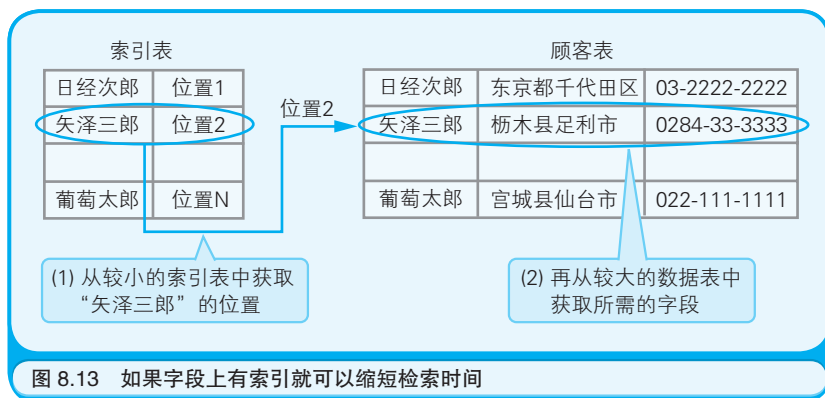 索引表
日经次郎 位置1
矢泽三郎 位置2
葡萄太郎 位置N
位置2
顾客表
日经次郎 东京都千代田区 03-2222-2222
矢泽三郎 枥木县足利市 0284-33-3333
葡萄太郎 宫城县仙台市 022-111-1111
(1) 从较小的索引表中获取
“矢泽三郎”的位置
(2) 再从较大的数据表中
获取所需的字段
图 8.13 如果字段上有索引就可以缩短检索时间